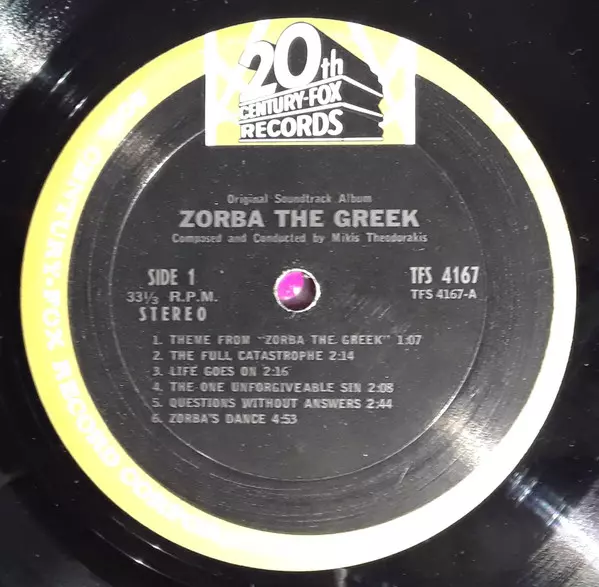 20th
CENTURY-FOX
RECORDS
Original Soundtrack Album
ZORBA THE GREEK
Composed and Conducted by Mikis Theodorakis
SIDE 1
33⅓ R.P.M.
STEREO
TFS 4167
TFS 4167-A
1. THEME FROM "ZORBA THE GREEK" 1:07
2. THE FULL CATASTROPHE 2:14
3. LIFE GOES ON 2:16
4. THE ONE UNFORGIVEABLE SIN 2:08
5. QUESTIONS WITHOUT ANSWERS 2:44
6. ZORBA'S DANCE 4:53
CENTURY-FOX RECORD